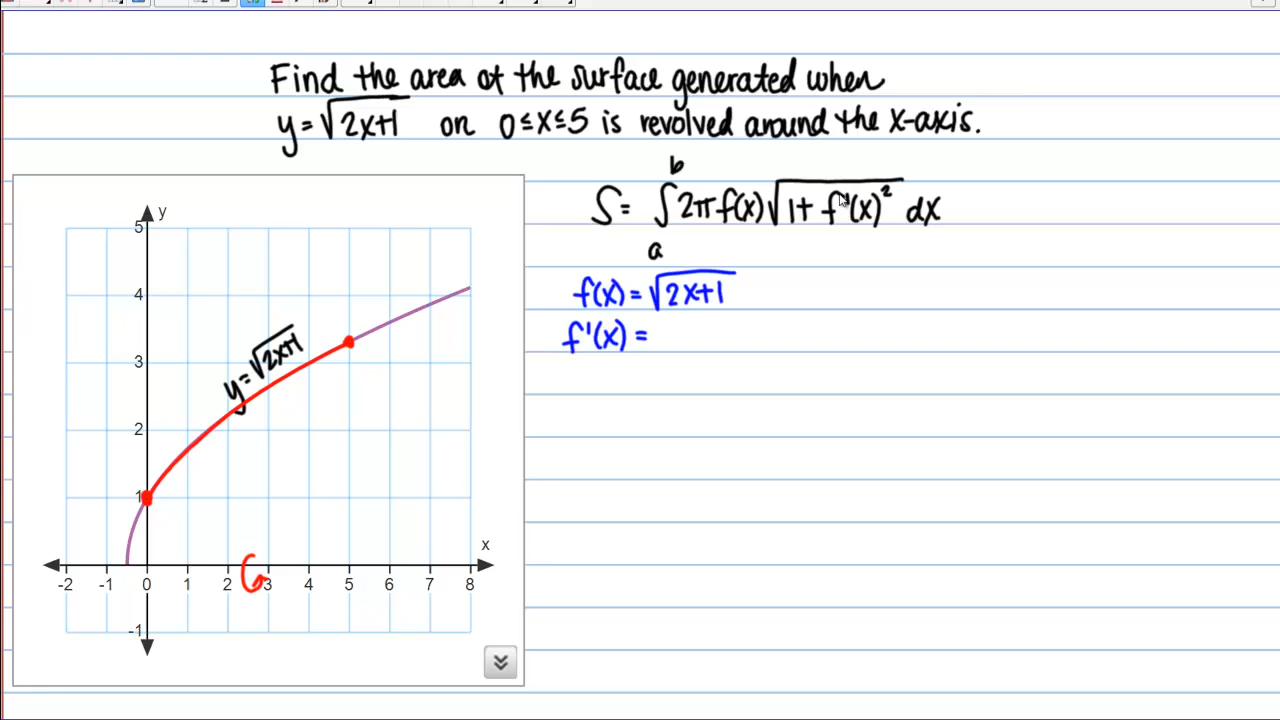 Find the area of the surface generated when
y = √(2x+1) on 0 ≤ x ≤ 5 is revolved around the x-axis.
S = ∫ₐᵇ 2π f(x) √(1 + f'(x)²) dx
f(x) = √(2x+1)
f'(x) =
y
5
4
3
2
1
-1
y = √(2x+1)
x
-2 -1 0 1 2 3 4 5 6 7 8